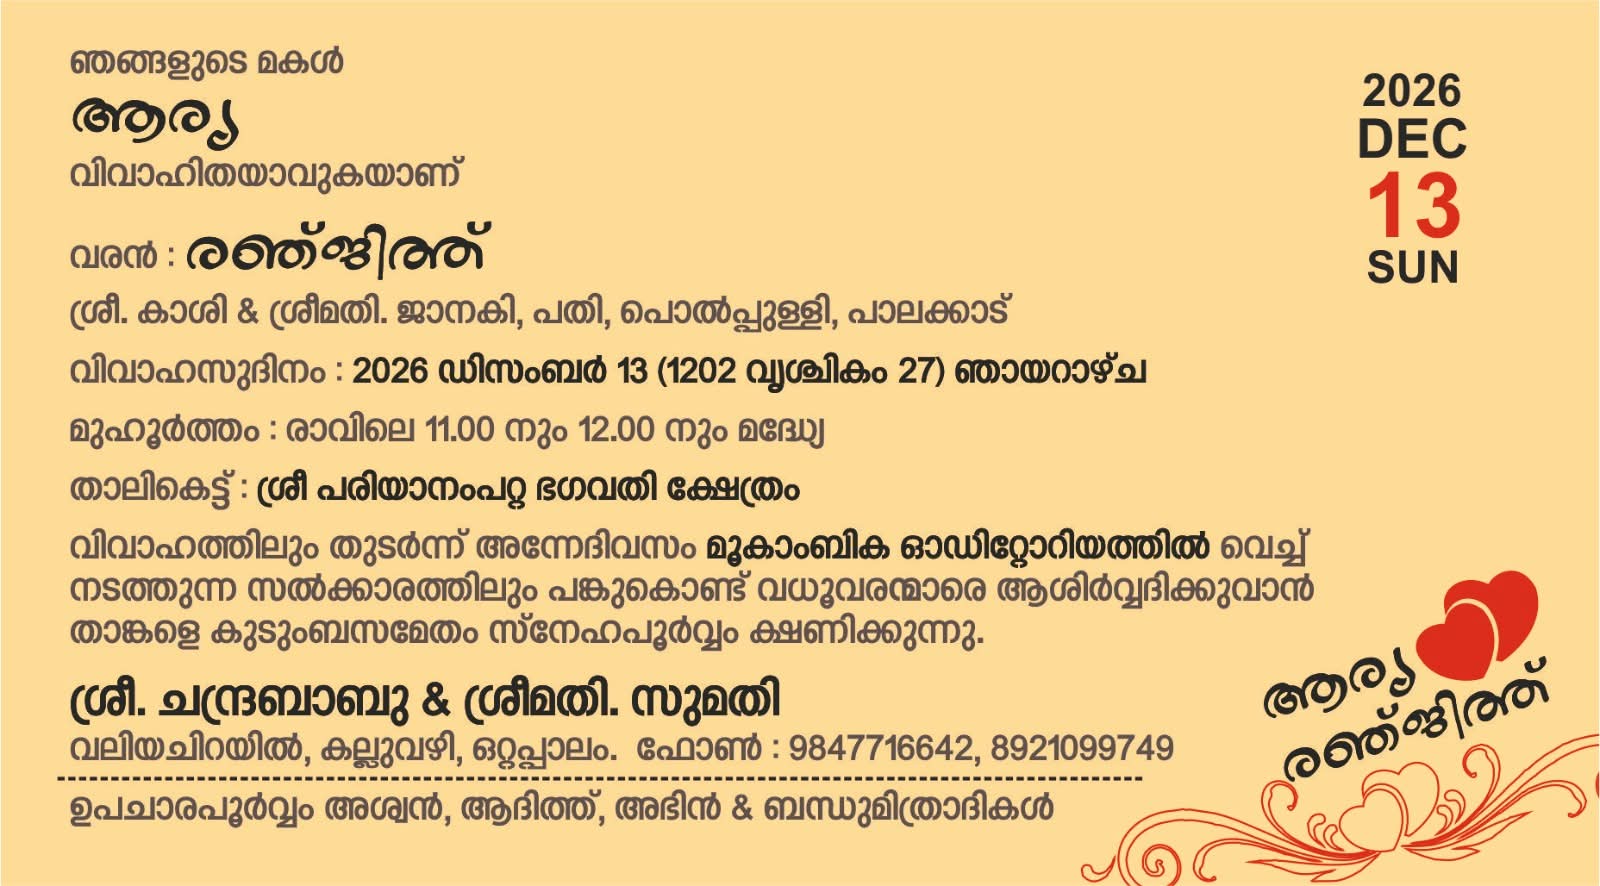 ഞങ്ങളുടെ മകൾ
ആര്യ
വിവാഹിതയാവുകയാണ്
വരൻ : രഞ്ജിത്ത്
ശ്രീ. കാശി & ശ്രീമതി. ജാനകി, പതി, പൊൽപ്പുള്ളി, പാലക്കാട്
വിവാഹസുദിനം : 2026 ഡിസംബർ 13 (1202 വൃശ്ചികം 27) ഞായറാഴ്ച
മുഹൂർത്തം : രാവിലെ 11.00 നും 12.00 നും മദ്ധ്യേ
താലികെട്ട് : ശ്രീ പരിയാനംപറ്റ ഭഗവതി ക്ഷേത്രം
വിവാഹത്തിലും തുടർന്ന് അന്നേദിവസം മൂകാംബിക ഓഡിറ്റോറിയത്തിൽ വെച്ച്
നടത്തുന്ന സൽക്കാരത്തിലും പങ്കുകൊണ്ട് വധൂവരന്മാരെ ആശിർവ്വദിക്കുവാൻ
താങ്കളെ കുടുംബസമേതം സ്നേഹപൂർവ്വം ക്ഷണിക്കുന്നു.
ശ്രീ. ചന്ദ്രബാബു & ശ്രീമതി. സുമതി
വലിയചിറയിൽ, കല്ലുവഴി, ഒറ്റപ്പാലം. ഫോൺ : 9847716642, 8921099749
ഉപചാരപൂർവ്വം അശ്വൻ, ആദിത്ത്, അഭിൻ & ബന്ധുമിത്രാദികൾ
2026
DEC
13
SUN
ആര്യ
രഞ്ജിത്ത്